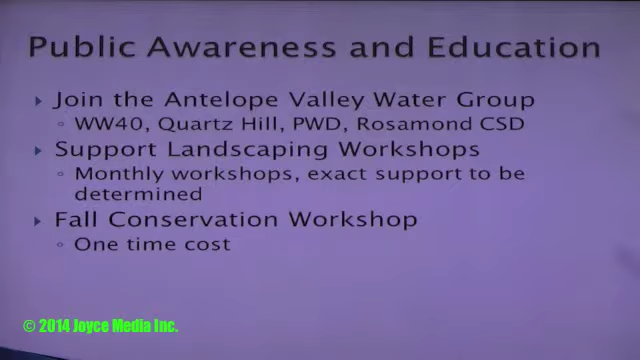 Public Awareness and Education
Join the Antelope Valley Water Group
WW40, Quartz Hill, PWD, Rosamond CSD
Support Landscaping Workshops
Monthly workshops, exact support to be
determined
Fall Conservation Workshop
One time cost
© 2014 Joyce Media Inc.